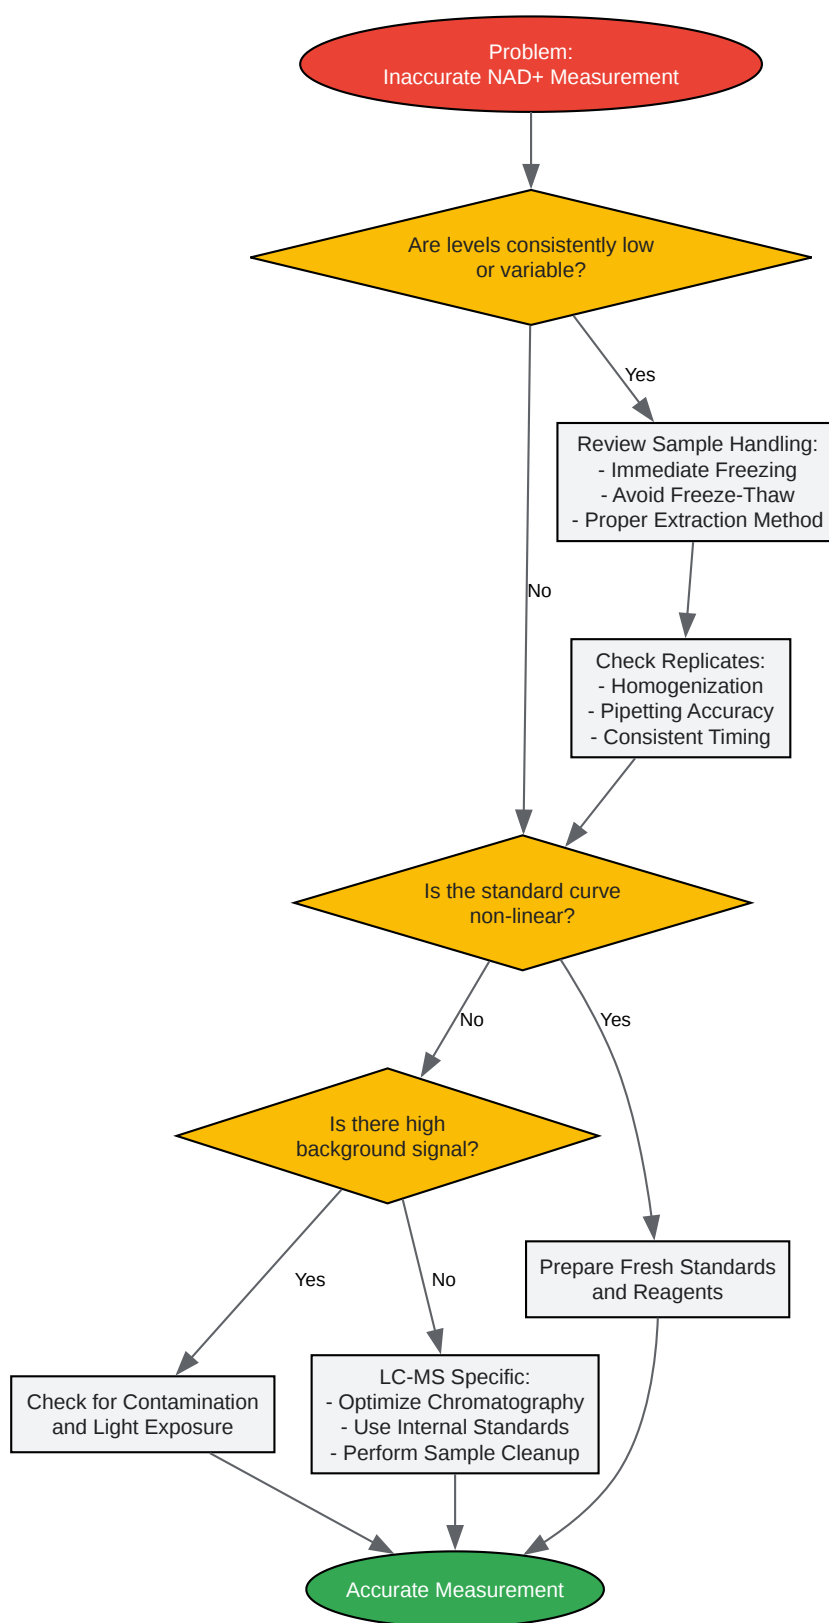 Problem:
Inaccurate NAD+ Measurement
Are levels consistently low
or variable?
Yes
Review Sample Handling:
- Immediate Freezing
- Avoid Freeze-Thaw
- Proper Extraction Method
No
Check Replicates:
- Homogenization
- Pipetting Accuracy
- Consistent Timing
Is the standard curve
non-linear?
No
Yes
Is there high
background signal?
Prepare Fresh Standards
and Reagents
Yes
No
Check for Contamination
and Light Exposure
LC-MS Specific:
- Optimize Chromatography
- Use Internal Standards
- Perform Sample Cleanup
Accurate Measurement